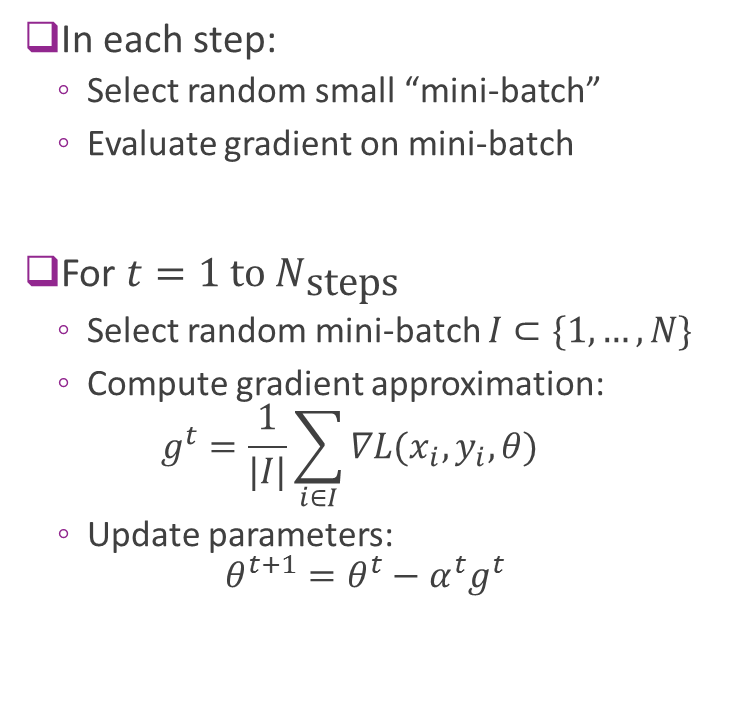 ❑In each step:
◦ Select random small “mini-batch”
◦ Evaluate gradient on mini-batch
❑For $t = 1$ to $N_{\text{steps}}$
◦ Select random mini-batch $I \subset \{1, \ldots, N\}$
◦ Compute gradient approximation:
$g^t = \frac{1}{|I|} \sum_{i \in I} \nabla L(x_i, y_i, \theta)$
◦ Update parameters:
$\theta^{t+1} = \theta^t - \alpha^t g^t$